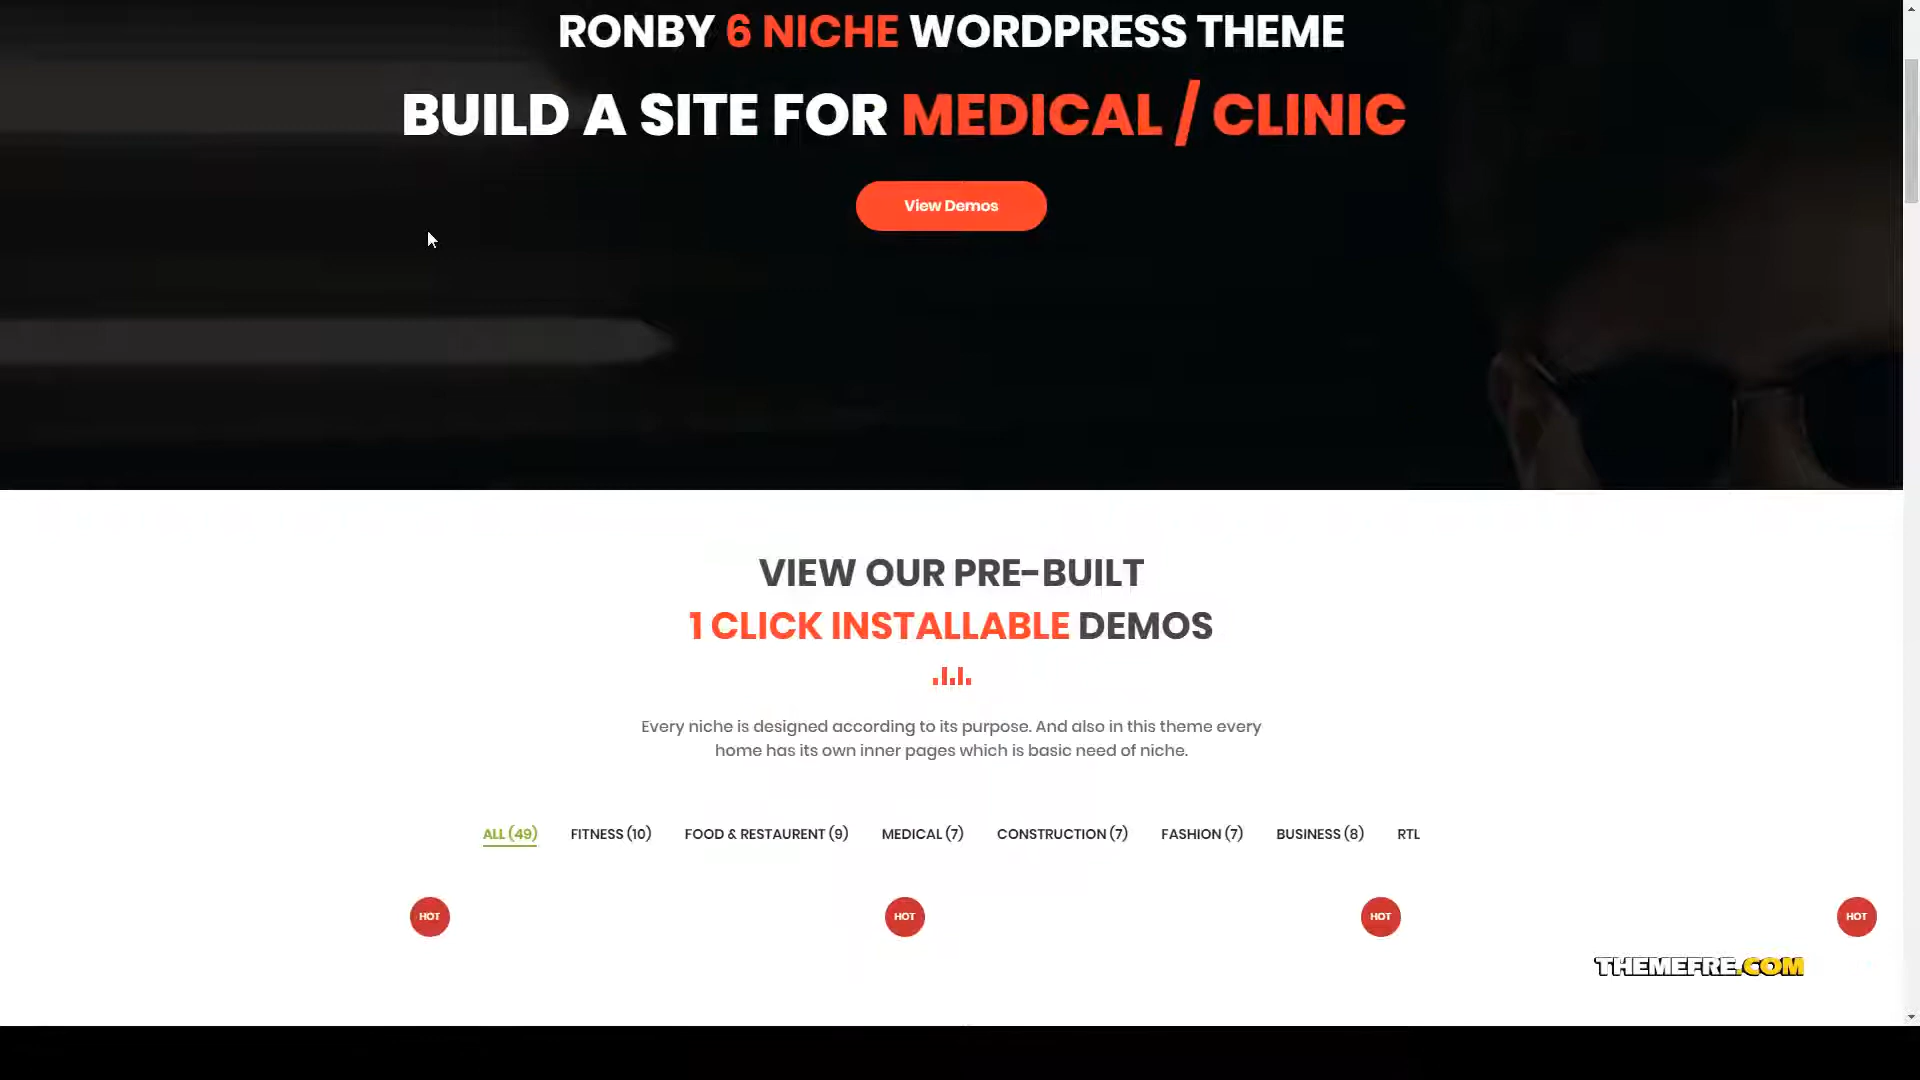 RONBY 6 NICHE WORDPRESS THEME
BUILD A SITE FOR MEDICAL / CLINIC
View Demos
VIEW OUR PRE-BUILT
1 CLICK INSTALLABLE DEMOS
Every niche is designed according to its purpose. And also in this theme every
home has its own inner pages which is basic need of niche.
ALL (49) FITNESS (10) FOOD & RESTAURENT (9) MEDICAL (7) CONSTRUCTION (7) FASHION (7) BUSINESS (8) RTL
HOT HOT HOT HOT
THEMEFRE.COM